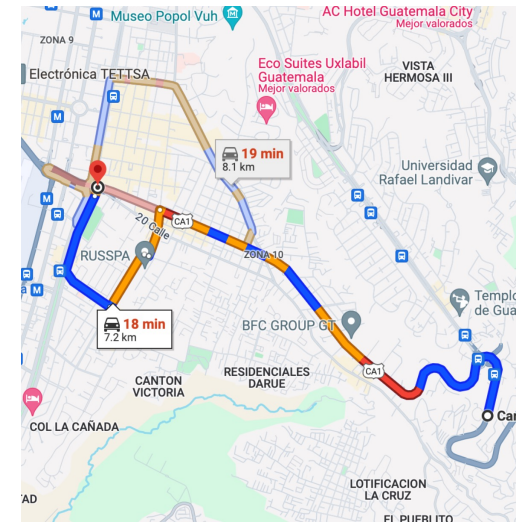 Museo Popol Vuh
AC Hotel Guatemala City
Mejor valorados
ZONA 9
Electrónica TETTSA
Eco Suites Uxlabil
Guatemala
Mejor valorados
VISTA
HERMOSA III
M
M
19 min
8.1 km
Universidad
Rafael Landivar
M
20 Calle
CA1
RUSSPA
ZONA 10
M
Templo
de Gua
18 min
7.2 km
BFC GROUP GT
RESIDENCIALES
DARUE
CA1
CANTON
VICTORIA
Car
COL LA CAÑADA
LOTIFICACION
LA CRUZ
EL PUEBLITO